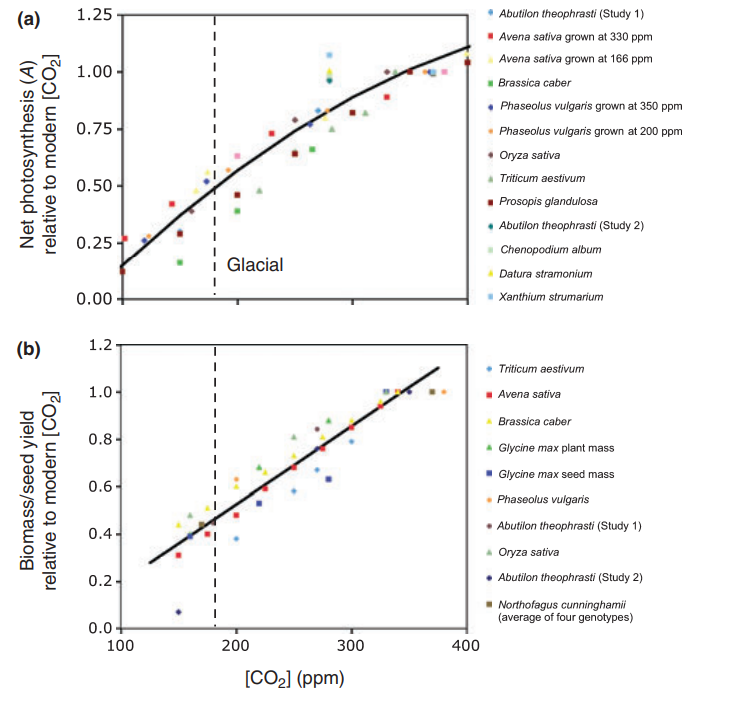 (a)
1.25
1.00
0.75
0.50
0.25
0.00
Net photosynthesis (A)
relative to modern [CO2]
Glacial
Abutilon theophrasti (Study 1)
Avena sativa grown at 330 ppm
Avena sativa grown at 166 ppm
Brassica caber
Phaseolus vulgaris grown at 350 ppm
Phaseolus vulgaris grown at 200 ppm
Oryza sativa
Triticum aestivum
Prosopis glandulosa
Abutilon theophrasti (Study 2)
Chenopodium album
Datura stramonium
Xanthium strumarium
(b)
1.2
1.0
0.8
0.6
0.4
0.2
0.0
Biomass/seed yield
relative to modern [CO2]
100
200
300
400
[CO2] (ppm)
Triticum aestivum
Avena sativa
Brassica caber
Glycine max plant mass
Glycine max seed mass
Phaseolus vulgaris
Abutilon theophrasti (Study 1)
Oryza sativa
Abutilon theophrasti (Study 2)
Northofagus cunninghamii
(average of four genotypes)